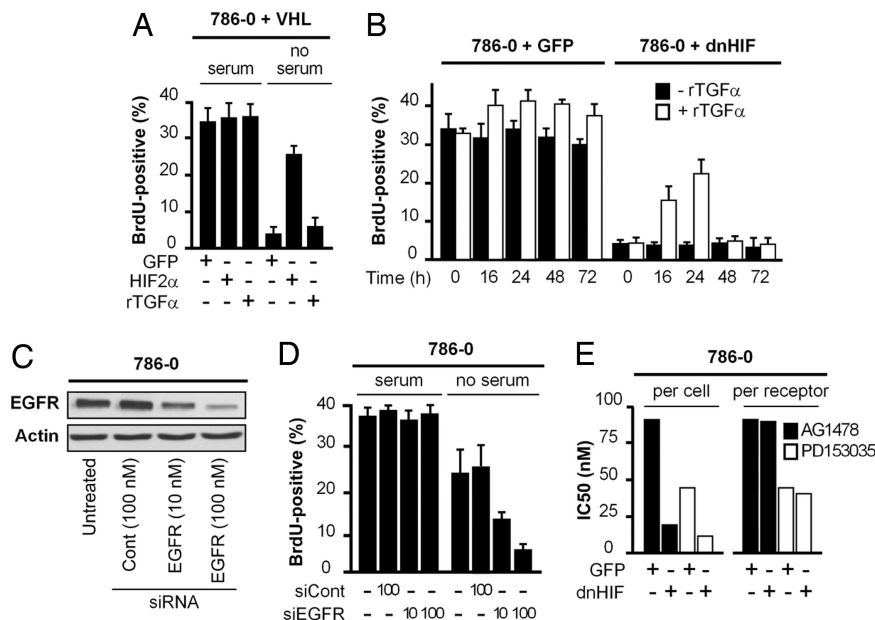 A
786-0 + VHL
serum
no serum
BrdU-positive (%)
40
30
20
10
0
GFP + - - + - -
HIF2α - + - - + -
rTGFα - - + - - +
B
786-0 + GFP
786-0 + dnHIF
- rTGFα
+ rTGFα
BrdU-positive (%)
40
30
20
10
0
Time (h) 0 16 24 48 72 0 16 24 48 72
C
786-0
EGFR
Actin
Untreated
Cont (100 nM)
EGFR (10 nM)
EGFR (100 nM)
siRNA
D
786-0
serum
no serum
BrdU-positive (%)
40
30
20
10
0
siCont - 100 - - - 100 - -
siEGFR - - 10 100 - - 10 100
E
786-0
per cell
per receptor
AG1478
PD153035
IC50 (nM)
100
75
50
25
0
GFP + - + - + - + -
dnHIF - + - + - + - +